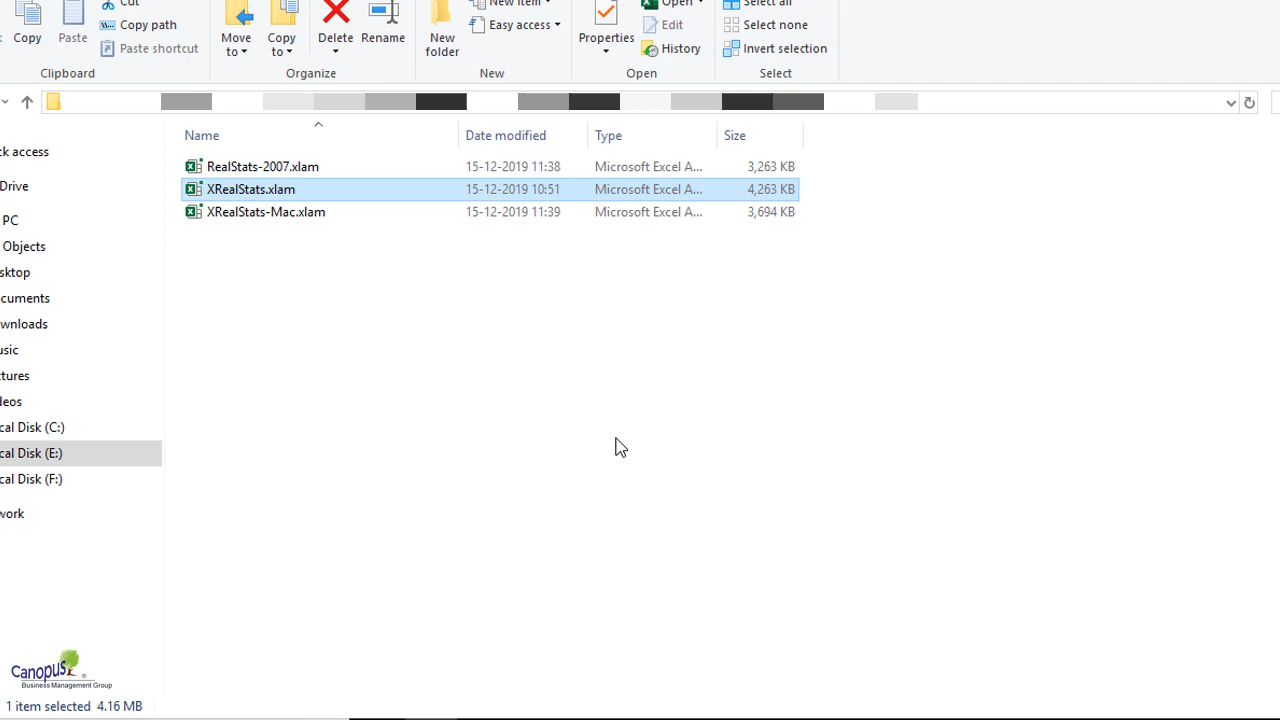 Cut
New item
Open
Select all
Copy path
Easy access
Edit
Select none
Copy
Paste
Paste shortcut
Move to
Copy to
Delete
Rename
New folder
Properties
History
Invert selection
Clipboard
Organize
New
Open
Select
Name
Date modified
Type
Size
ck access
RealStats-2007.xlam 15-12-2019 11:38 Microsoft Excel A... 3,263 KB
Drive
XRealStats.xlam 15-12-2019 10:51 Microsoft Excel A... 4,263 KB
PC
XRealStats-Mac.xlam 15-12-2019 11:39 Microsoft Excel A... 3,694 KB
Objects
sktop
cuments
wnloads
usic
tures
deos
cal Disk (C:)
cal Disk (E:)
cal Disk (F:)
work
Canopus ®
Business Management Group
1 item selected 4.16 MB